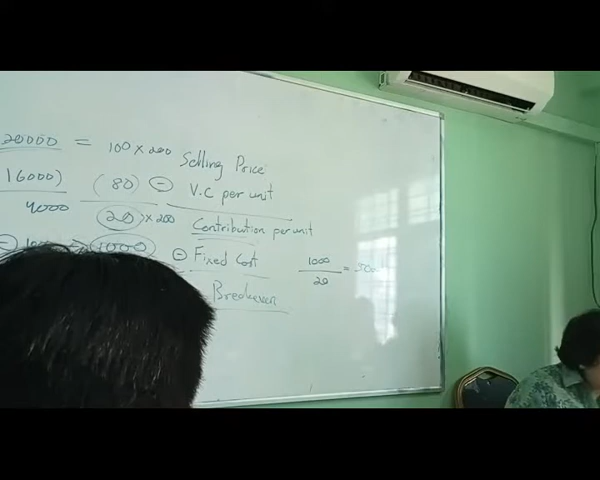 20000 = 100 x 200 Selling Price
16000) (80) ⊖ V.C per unit
4000 (20) x 200 Contribution per unit
1000 ⊖ Fixed Cost 1000/20 =
Breakeven